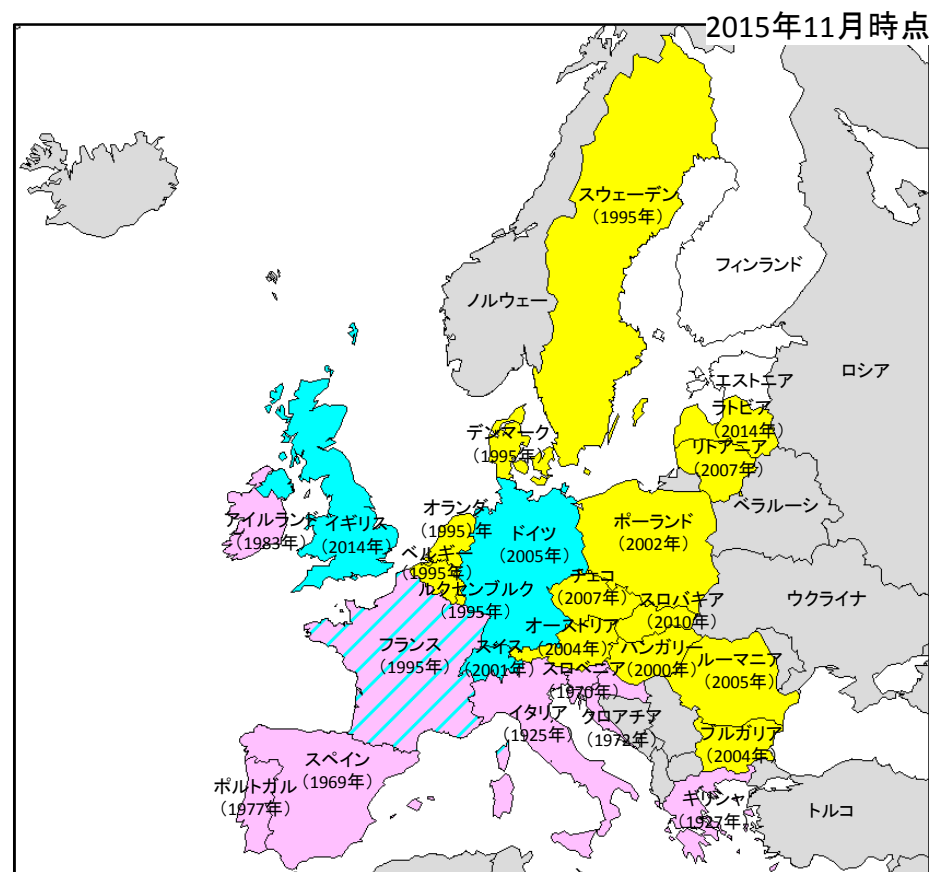 2015年11月時点
スウェーデン
（1995年）
フィンランド
ノルウェー
ロシア
エストニア
ラトビア
（2014年）
デンマーク
（1995年）
リトアニア
（2007年）
ベラルーシ
オランダ
（1995）年
アイルランド
（1983年）
イギリス
（2014年）
ドイツ
（2005年）
ポーランド
（2002年）
ベルギー
（1995年）
ルクセンブルク
（1995年）
チェコ
（2007年）
スロバキア
（2010年）
ウクライナ
オーストリア
（2004年）
フランス
（1995年）
スイス
（2001年）
ハンガリー
（2000年）
ルーマニア
（2005年）
スロベニア
（1970年）
イタリア
（1925年）
クロアチア
（1972年）
ブルガリア
（2004年）
スペイン
（1969年）
ポルトガル
（1977年）
ギリシャ
（1927年）
トルコ